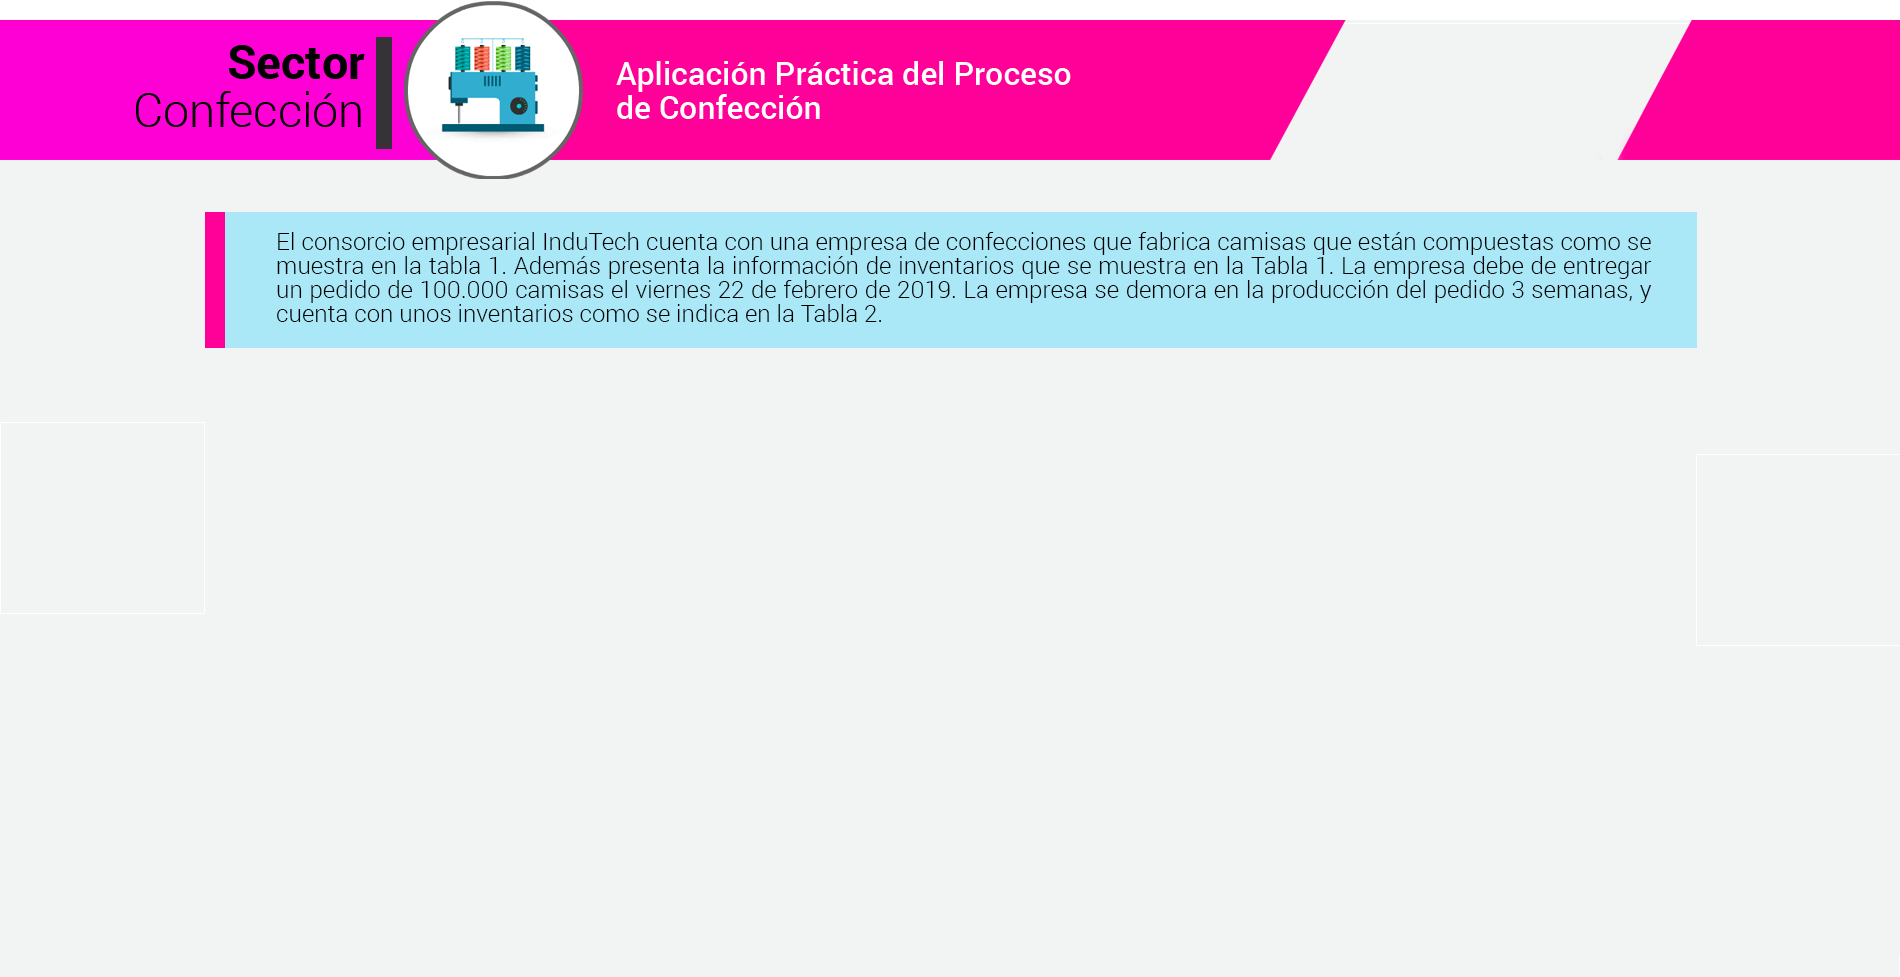 Sector
Confección
Aplicación Práctica del Proceso
de Confección
El consorcio empresarial InduTech cuenta con una empresa de confecciones que fabrica camisas que están compuestas como se
muestra en la tabla 1. Además presenta la información de inventarios que se muestra en la Tabla 1. La empresa debe de entregar
un pedido de 100.000 camisas el viernes 22 de febrero de 2019. La empresa se demora en la producción del pedido 3 semanas, y
cuenta con unos inventarios como se indica en la Tabla 2.